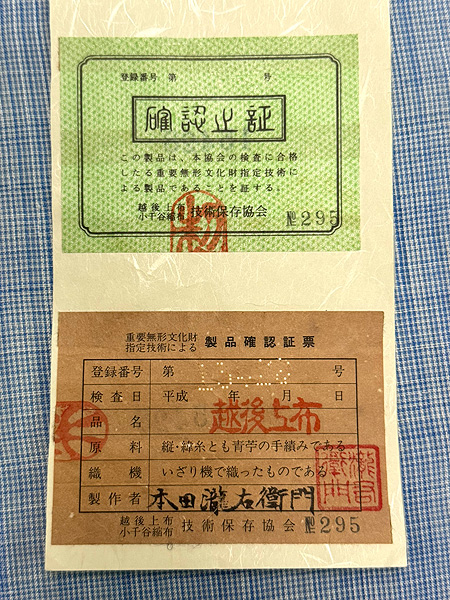 登録番号 第 号
確認之証
この製品は、本協会の検査に合格
したる重要無形文化財指定技術に
よる製品であることを証する。
越後上布
小千谷縮布 技術保存協会
№295
重要無形文化財
指定技術による 製品確認証票
登録番号 第 号
検査日 平成 年 月 日
品名 越後上布
原料 縦・緯糸とも青苧の手績みである
織機 いざり機で織ったものである
製作者 本田瀧右衛門
越後上布
小千谷縮布 技術保存協会 №295